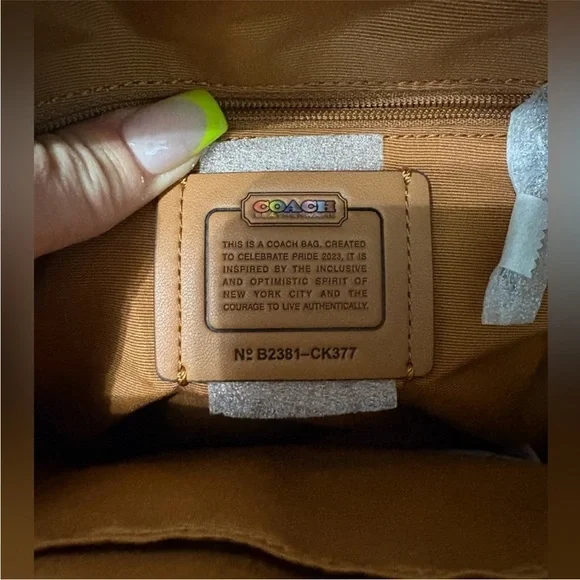 COACH
THIS IS A COACH BAG. CREATED
TO CELEBRATE PRIDE 2023, IT IS
INSPIRED BY THE INCLUSIVE
AND OPTIMISTIC SPIRIT OF
NEW YORK CITY AND THE
COURAGE TO LIVE AUTHENTICALLY.
Nº B2381–CK377